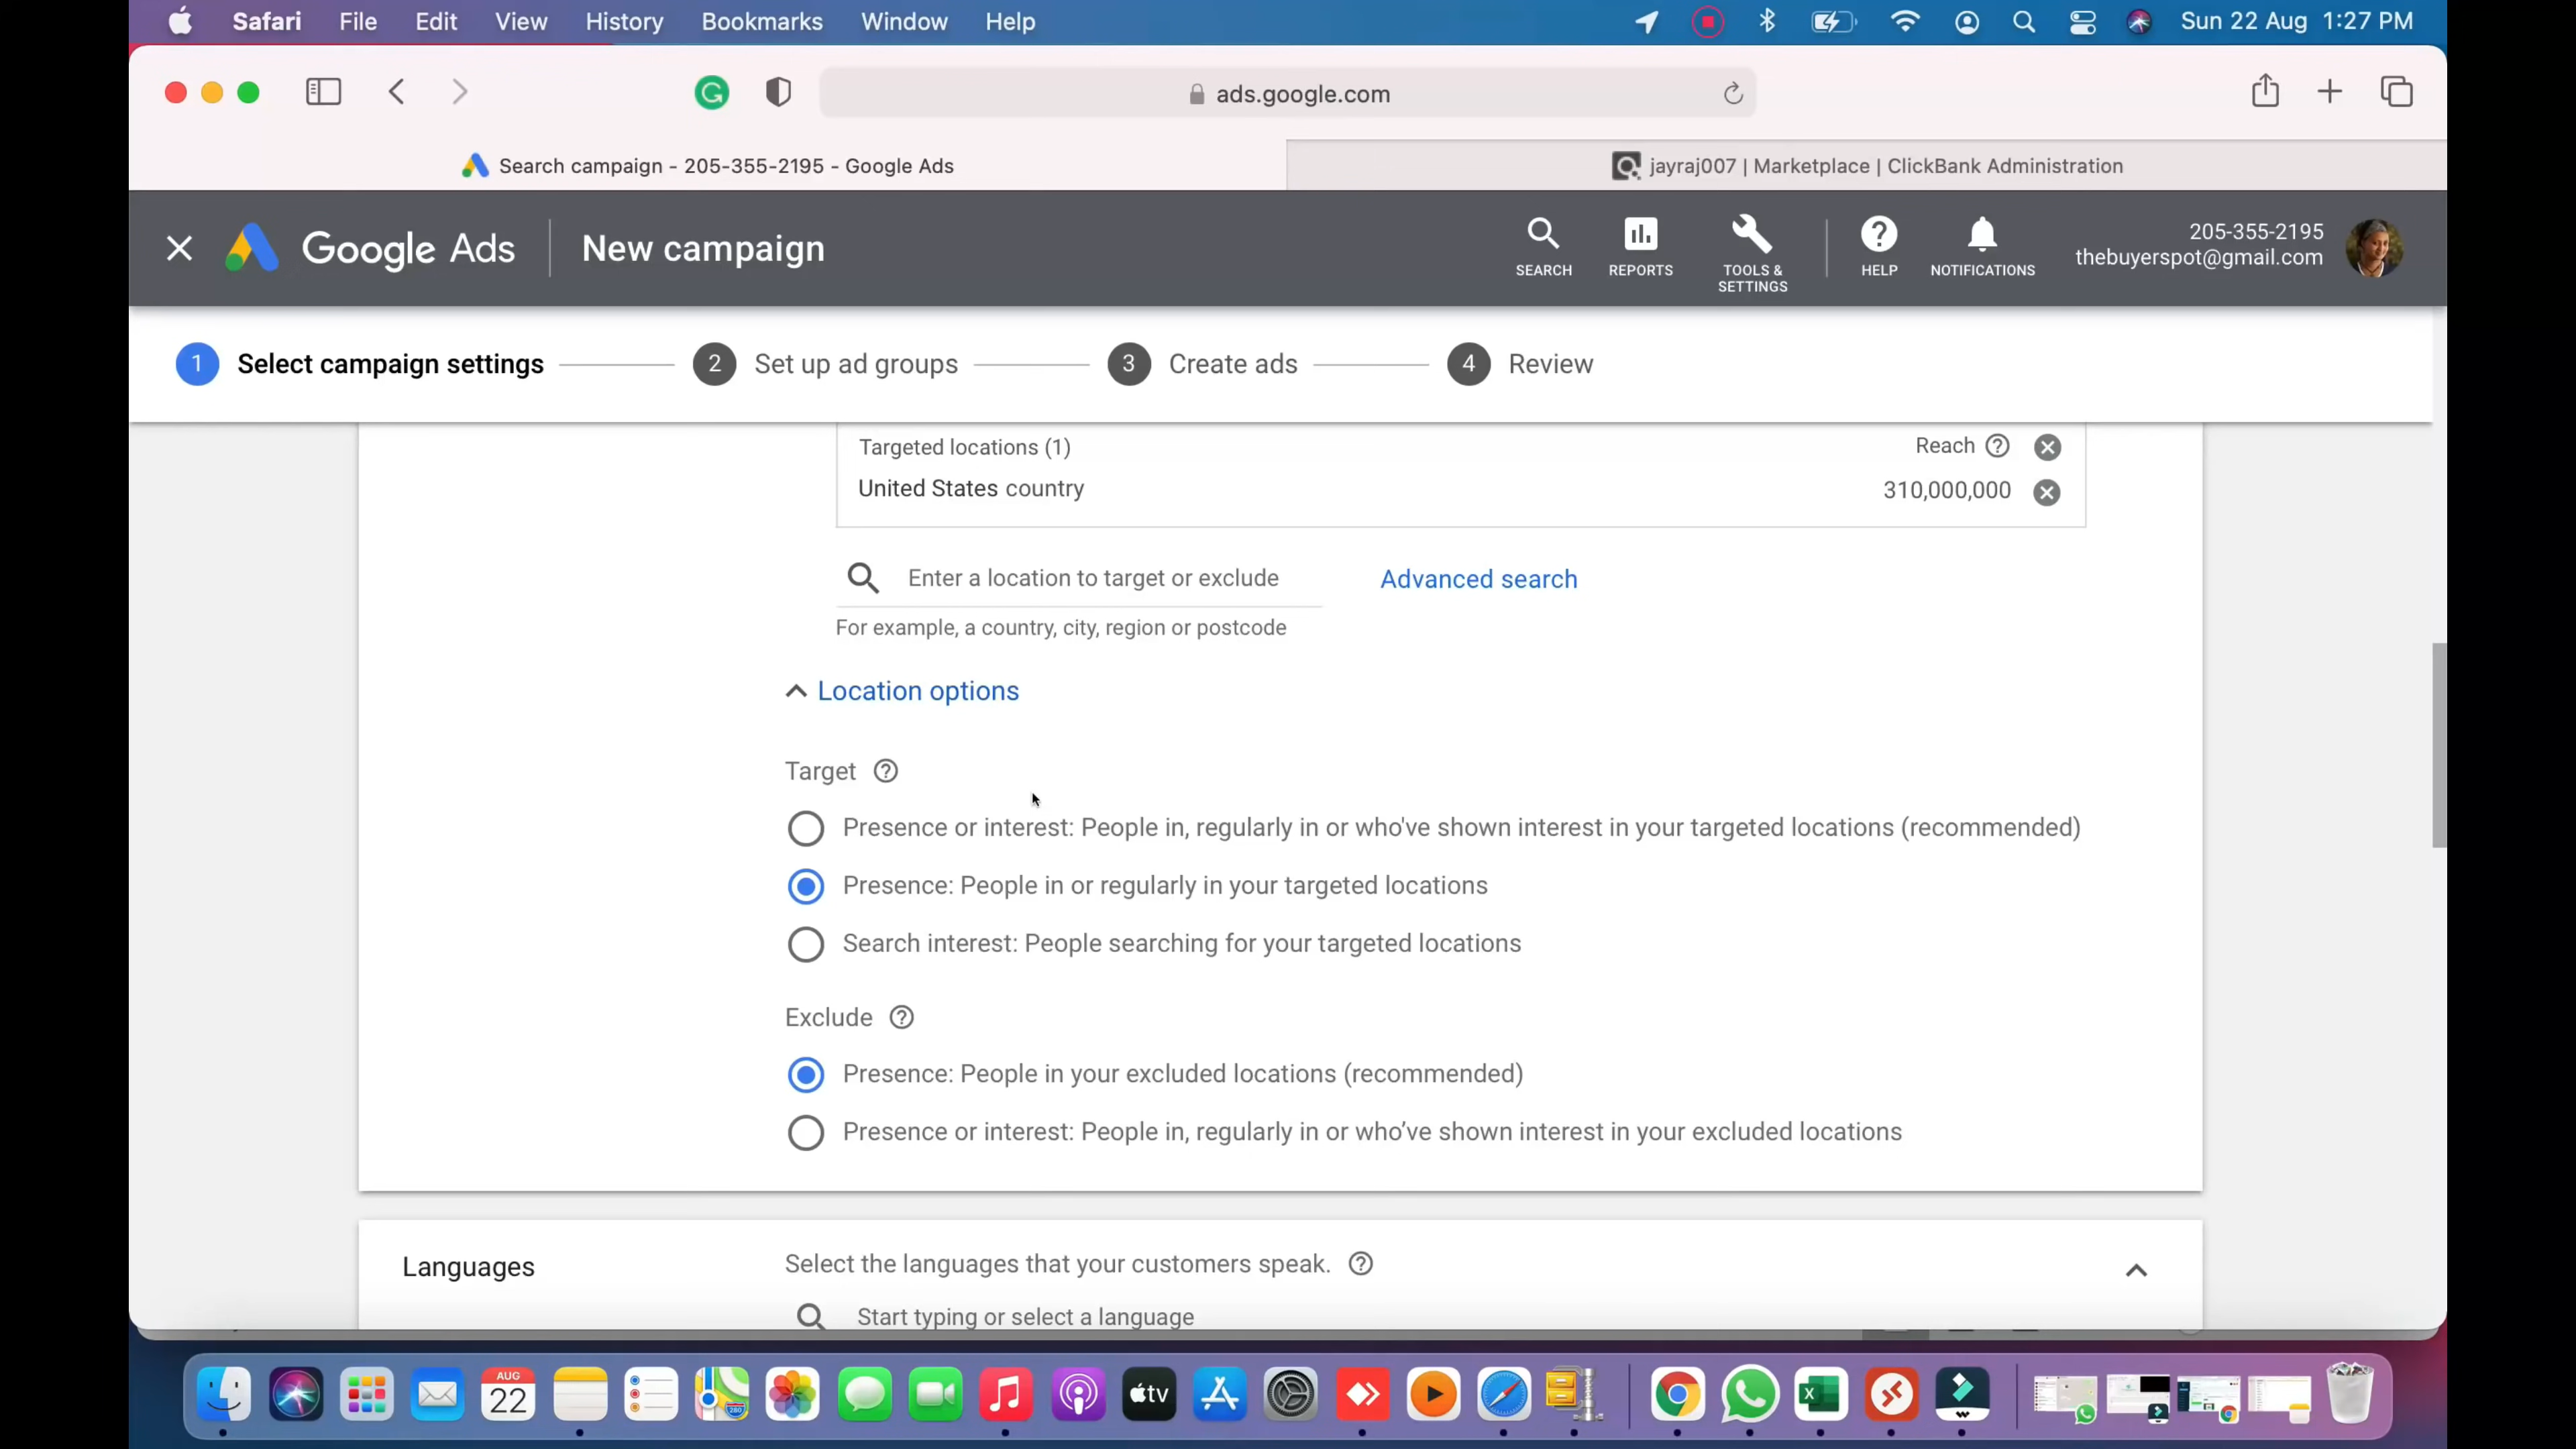 Safari File Edit View History Bookmarks Window Help Sun 22 Aug 1:27 PM
ads.google.com
Search campaign - 205-355-2195 - Google Ads jayraj007 | Marketplace | ClickBank Administration
Google Ads New campaign SEARCH REPORTS TOOLS & SETTINGS HELP NOTIFICATIONS 205-355-2195
thebuyerspot@gmail.com
1 Select campaign settings 2 Set up ad groups 3 Create ads 4 Review
Targeted locations (1) Reach
United States country 310,000,000
Enter a location to target or exclude Advanced search
For example, a country, city, region or postcode
Location options
Target
Presence or interest: People in, regularly in or who've shown interest in your targeted locations (recommended)
Presence: People in or regularly in your targeted locations
Search interest: People searching for your targeted locations
Exclude
Presence: People in your excluded locations (recommended)
Presence or interest: People in, regularly in or who’ve shown interest in your excluded locations
Languages Select the languages that your customers speak.
Start typing or select a language
AUG
22
280
tv
X